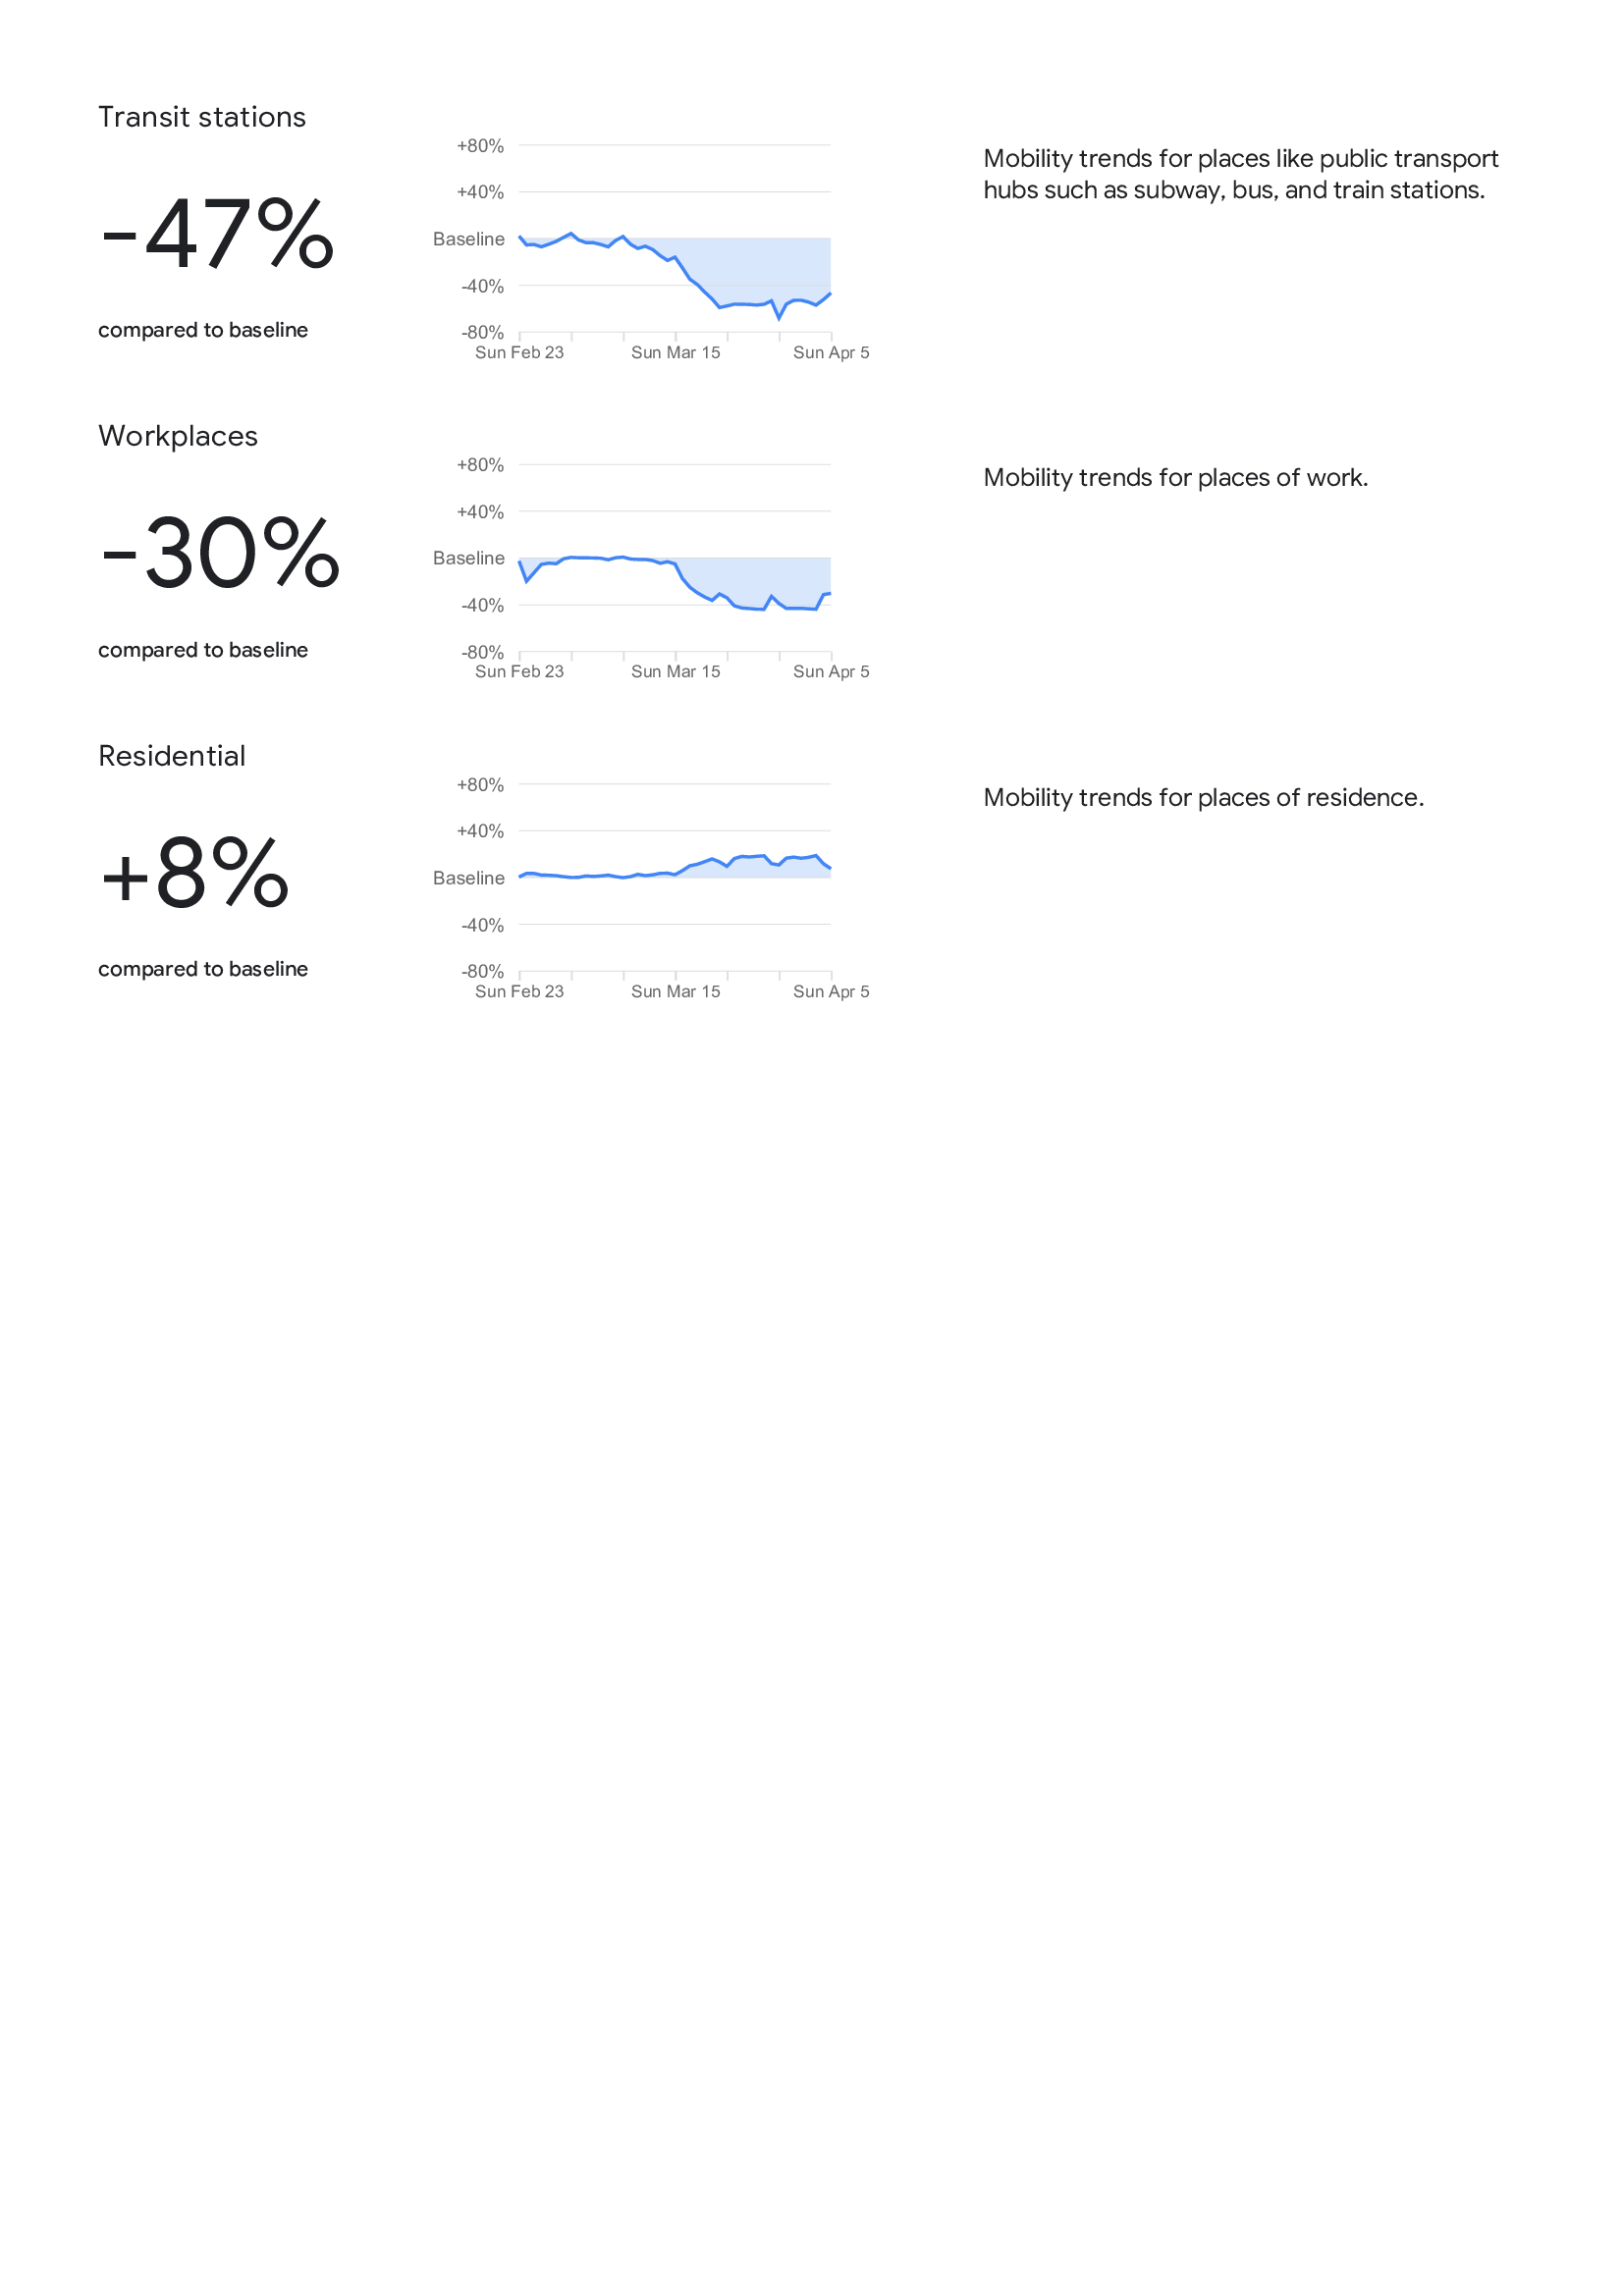 Transit stations
-47%
compared to baseline
+80%
+40%
Baseline
-40%
-80%
Sun Feb 23 Sun Mar 15 Sun Apr 5
Mobility trends for places like public transport
hubs such as subway, bus, and train stations.
Workplaces
-30%
compared to baseline
+80%
+40%
Baseline
-40%
-80%
Sun Feb 23 Sun Mar 15 Sun Apr 5
Mobility trends for places of work.
Residential
+8%
compared to baseline
+80%
+40%
Baseline
-40%
-80%
Sun Feb 23 Sun Mar 15 Sun Apr 5
Mobility trends for places of residence.